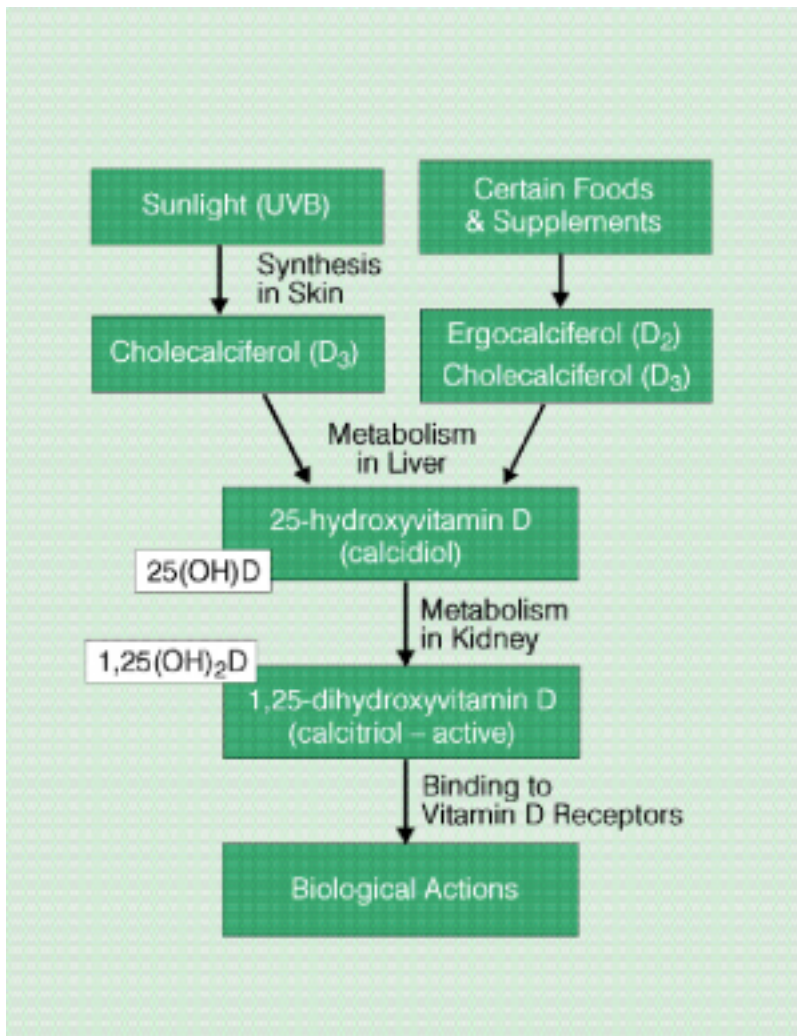 Sunlight (UVB)
Certain Foods
& Supplements
Synthesis
in Skin
Cholecalciferol (D₃)
Ergocalciferol (D₂)
Cholecalciferol (D₃)
Metabolism
in Liver
25-hydroxyvitamin D
(calcidiol)
25(OH)D
Metabolism
in Kidney
1,25(OH)₂D
1,25-dihydroxyvitamin D
(calcitriol – active)
Binding to
Vitamin D Receptors
Biological Actions